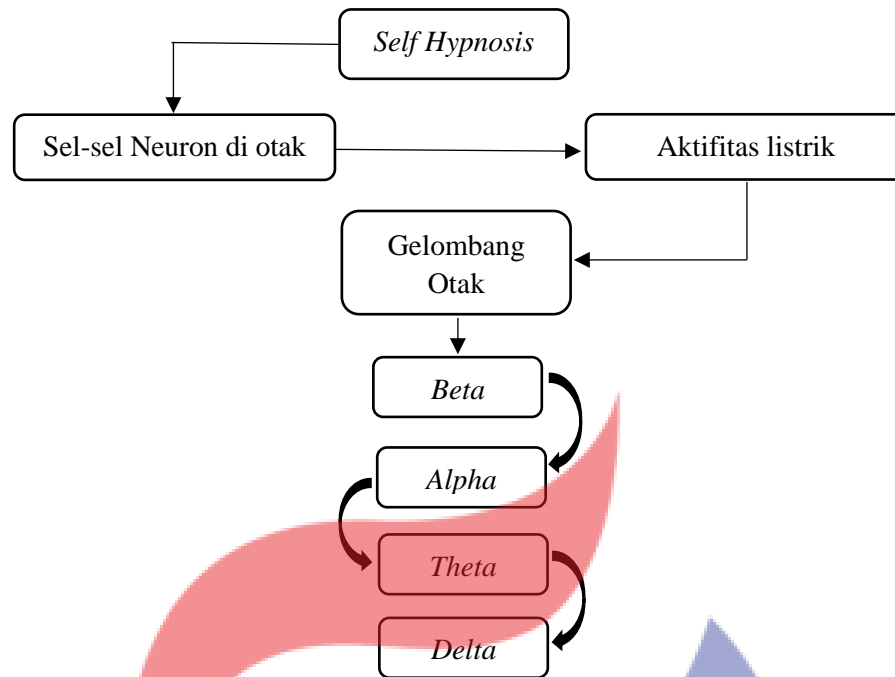 Self Hypnosis
Sel-sel Neuron di otak
Aktifitas listrik
Gelombang
Otak
Beta
Alpha
Theta
Delta